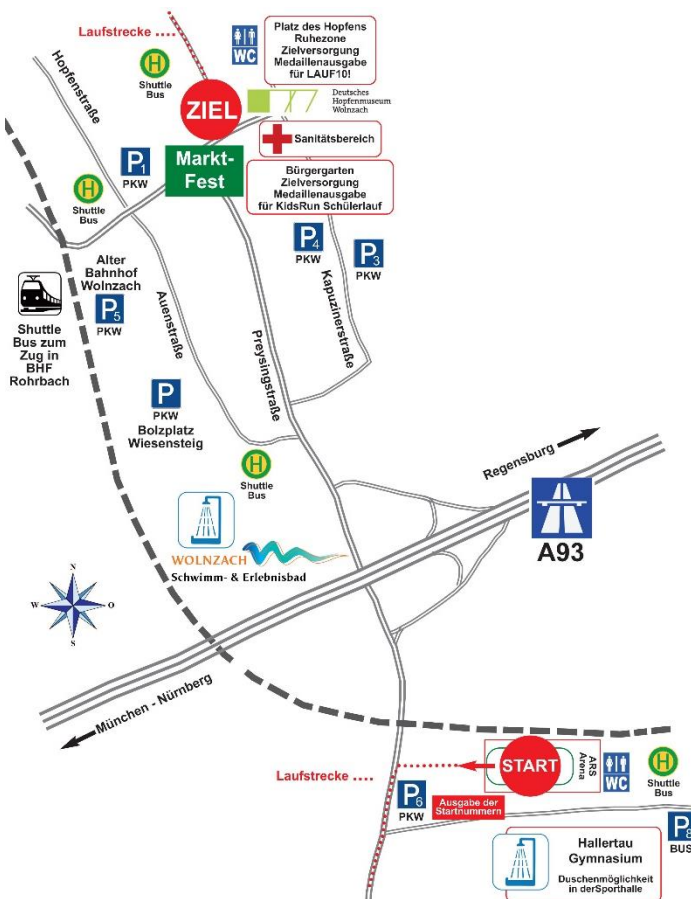 Laufstrecke ....
WC
Platz des Hopfens
Ruhezone
Zielversorgung
Medaillenausgabe
für LAUF10!
Hopfenstraße
H
Shuttle
Bus
ZIEL
Deutsches
Hopfenmuseum
Wolnzach
Sanitätsbereich
P1
PKW
Markt-
Fest
Bürgergarten
Zielversorgung
Medaillenausgabe
für KidsRun Schülerlauf
H
Shuttle
Bus
P4
PKW
P3
PKW
Alter
Bahnhof
Wolnzach
P5
PKW
Shuttle
Bus zum
Zug in
BHF
Rohrbach
Auenstraße
Preysingstraße
Kapuzinerstraße
P
PKW
Bolzplatz
Wiesensteig
H
Shuttle
Bus
Regensburg
A93
WOLNZACH
Schwimm- & Erlebnisbad
N
W
O
S
München - Nürnberg
Laufstrecke ....
START
ARS
Arena
WC
H
Shuttle
Bus
P6
PKW
Ausgabe der
Startnummern
P8
BUS
Hallertau
Gymnasium
Duschenmöglichkeit
in derSporthalle